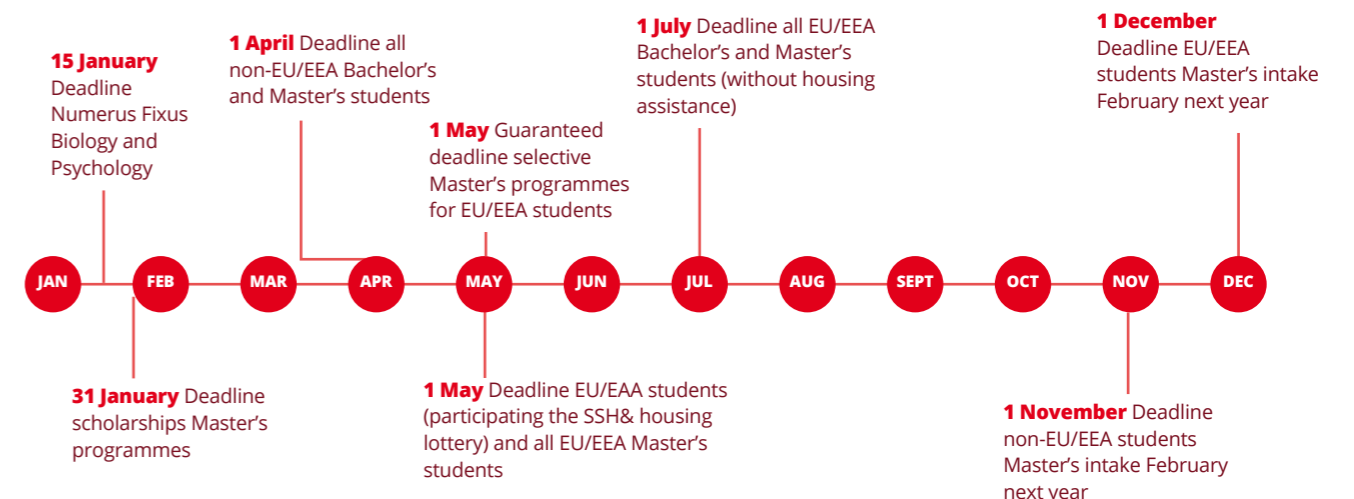 15 January
Deadline
Numerus Fixus
Biology and
Psychology
1 April Deadline all
non-EU/EEA Bachelor's
and Master's students
1 May Guaranteed
deadline selective
Master's programmes
for EU/EEA students
1 July Deadline all EU/EEA
Bachelor's and Master's
students (without housing
assistance)
1 December
Deadline EU/EEA
students Master's intake
February next year
JAN FEB MAR APR MAY JUN JUL AUG SEPT OCT NOV DEC
31 January Deadline
scholarships Master's
programmes
1 May Deadline EU/EAA students
(participating the SSH& housing
lottery) and all EU/EEA Master's
students
1 November Deadline
non-EU/EEA students
Master's intake February
next year